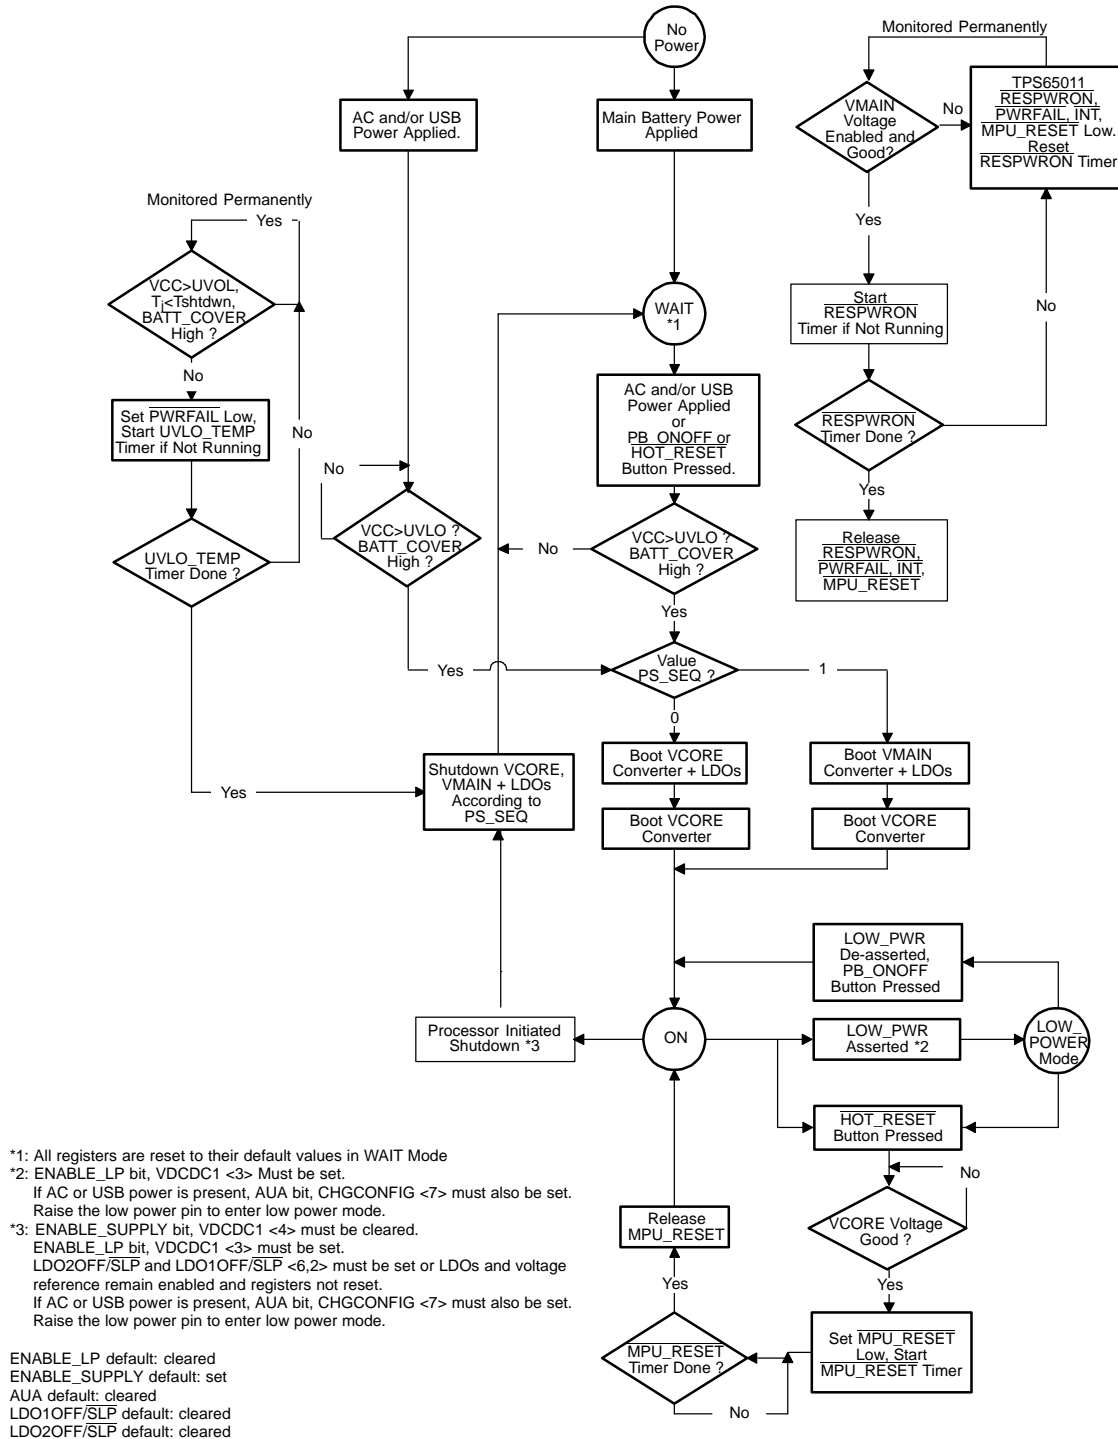 No
Power
Monitored Permanently
AC and/or USB
Power Applied.
Main Battery Power
Applied
VMAIN
Voltage
Enabled and
Good?
No
TPS65011
RESPWRON,
PWRFAIL, INT,
MPU_RESET Low.
Reset
RESPWRON Timer
Yes
No
Start
RESPWRON
Timer if Not Running
RESPWRON
Timer Done ?
Yes
Release
RESPWRON,
PWRFAIL, INT,
MPU_RESET
Monitored Permanently
Yes
VCC>UVOL,
Tj<Tshtdwn,
BATT_COVER
High ?
No
Set PWRFAIL Low,
Start UVLO_TEMP
Timer if Not Running
No
UVLO_TEMP
Timer Done ?
Yes
No
VCC>UVLO ?
BATT_COVER
High ?
Yes
WAIT
*1
AC and/or USB
Power Applied
or
PB_ONOFF or
HOT_RESET
Button Pressed.
VCC>UVLO ?
BATT_COVER
High ?
No
Yes
Value
PS_SEQ ?
1
0
Boot VCORE
Converter + LDOs
Boot VMAIN
Converter + LDOs
Boot VCORE
Converter
Boot VCORE
Converter
Shutdown VCORE,
VMAIN + LDOs
According to
PS_SEQ
LOW_PWR
De-asserted,
PB_ONOFF
Button Pressed
Processor Initiated
Shutdown *3
ON
LOW_PWR
Asserted *2
LOW_
POWER
Mode
HOT_RESET
Button Pressed
No
VCORE Voltage
Good ?
Yes
Set MPU_RESET
Low, Start
MPU_RESET Timer
MPU_RESET
Timer Done ?
No
Yes
Release
MPU_RESET
*1: All registers are reset to their default values in WAIT Mode
*2: ENABLE_LP bit, VDCDC1 <3> Must be set.
If AC or USB power is present, AUA bit, CHGCONFIG <7> must also be set.
Raise the low power pin to enter low power mode.
*3: ENABLE_SUPPLY bit, VDCDC1 <4> must be cleared.
ENABLE_LP bit, VDCDC1 <3> must be set.
LDO2OFF/SLP and LDO1OFF/SLP <6,2> must be set or LDOs and voltage
reference remain enabled and registers not reset.
If AC or USB power is present, AUA bit, CHGCONFIG <7> must also be set.
Raise the low power pin to enter low power mode.
ENABLE_LP default: cleared
ENABLE_SUPPLY default: set
AUA default: cleared
LDO1OFF/SLP default: cleared
LDO2OFF/SLP default: cleared